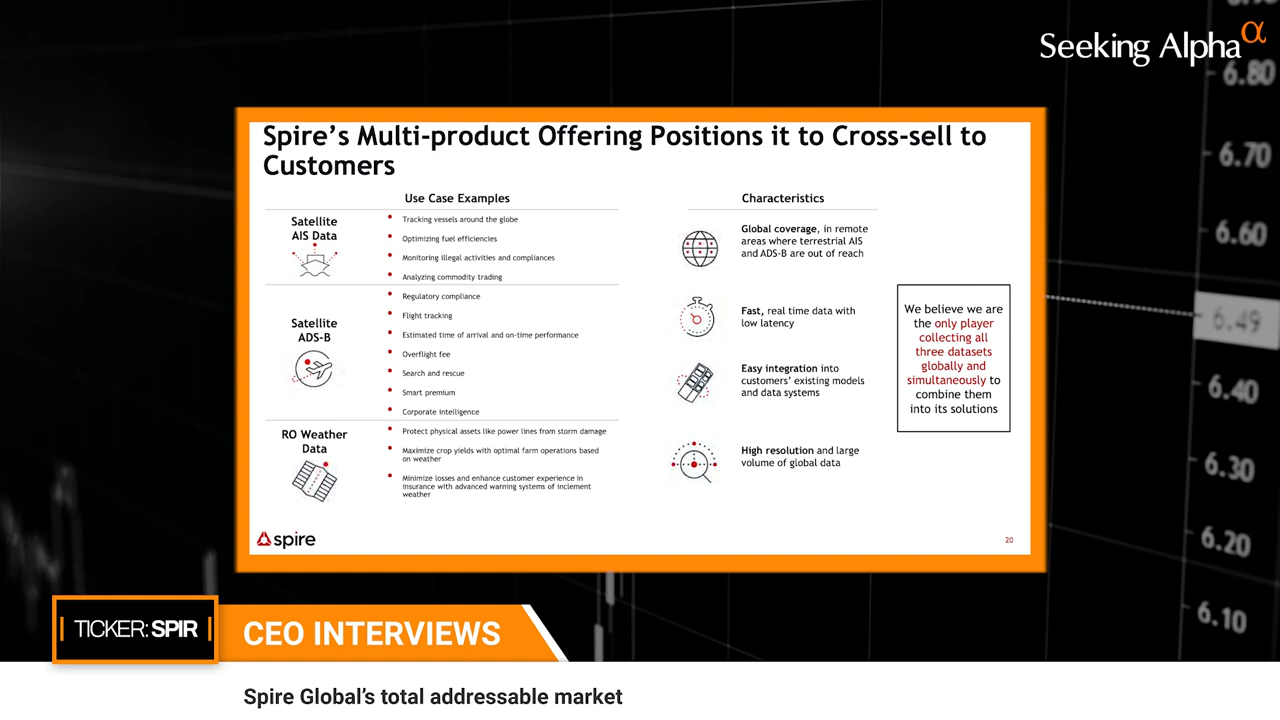 Seeking Alpha α
6.80
6.70
6.60
6.49
6.40
6.30
6.20
6.10
Spire’s Multi-product Offering Positions it to Cross-sell to
Customers
Use Case Examples
Satellite
AIS Data
• Tracking vessels around the globe
• Optimizing fuel efficiencies
• Monitoring illegal activities and compliances
• Analyzing commodity trading
Satellite
ADS-B
• Regulatory compliance
• Flight tracking
• Estimated time of arrival and on-time performance
• Overflight fee
• Search and rescue
• Smart premium
• Corporate intelligence
RO Weather
Data
• Protect physical assets like power lines from storm damage
• Maximize crop yields with optimal farm operations based
on weather
• Minimize losses and enhance customer experience in
insurance with advanced warning systems of inclement
weather
Characteristics
Global coverage, in remote
areas where terrestrial AIS
and ADS-B are out of reach
Fast, real time data with
low latency
Easy integration into
customers’ existing models
and data systems
High resolution and large
volume of global data
We believe we are
the only player
collecting all
three datasets
globally and
simultaneously to
combine them
into its solutions
spire
20
TICKER: SPIR
CEO INTERVIEWS
Spire Global’s total addressable market